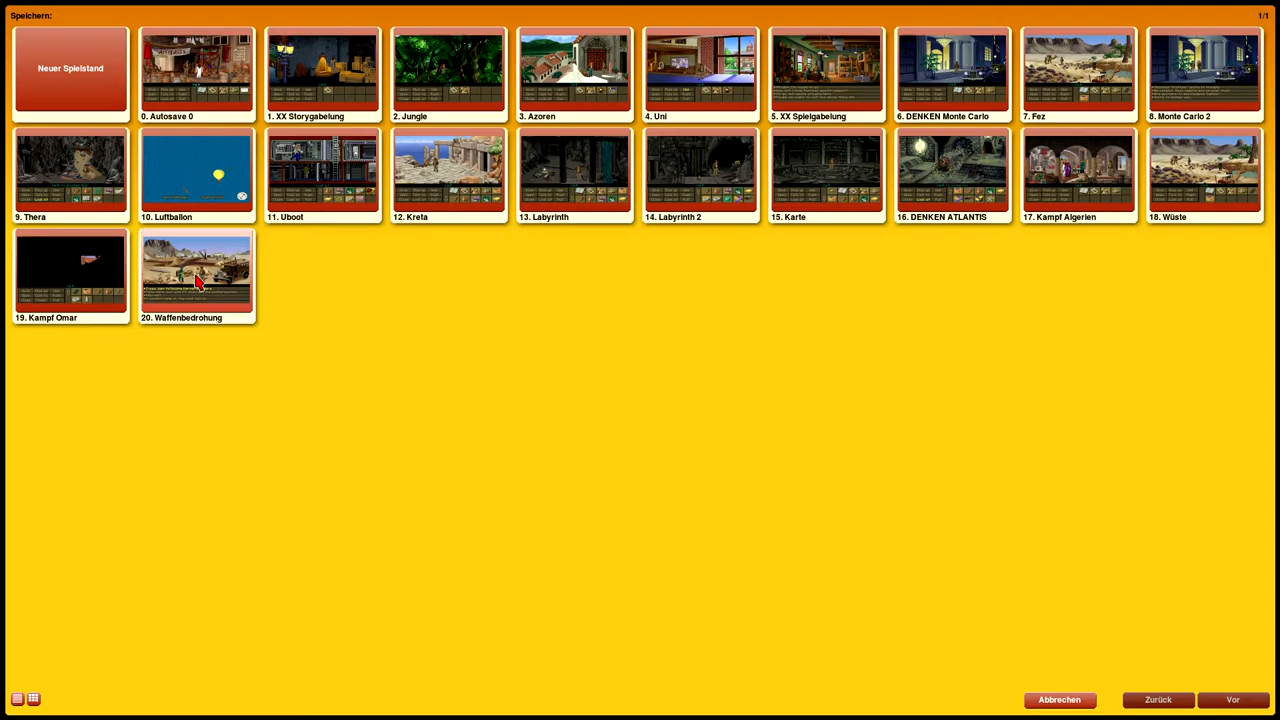 Speichern:
1/1
Neuer Spielstand
0. Autosave 0
1. XX Storygabelung
2. Jungle
3. Azoren
4. Uni
5. XX Spielgabelung
6. DENKEN Monte Carlo
7. Fez
8. Monte Carlo 2
9. Thera
10. Luftballon
11. Uboot
12. Kreta
13. Labyrinth
14. Labyrinth 2
15. Karte
16. DENKEN ATLANTIS
17. Kampf Algerien
18. Wüste
19. Kampf Omar
20. Waffenbedrohung
Abbrechen
Zurück
Vor